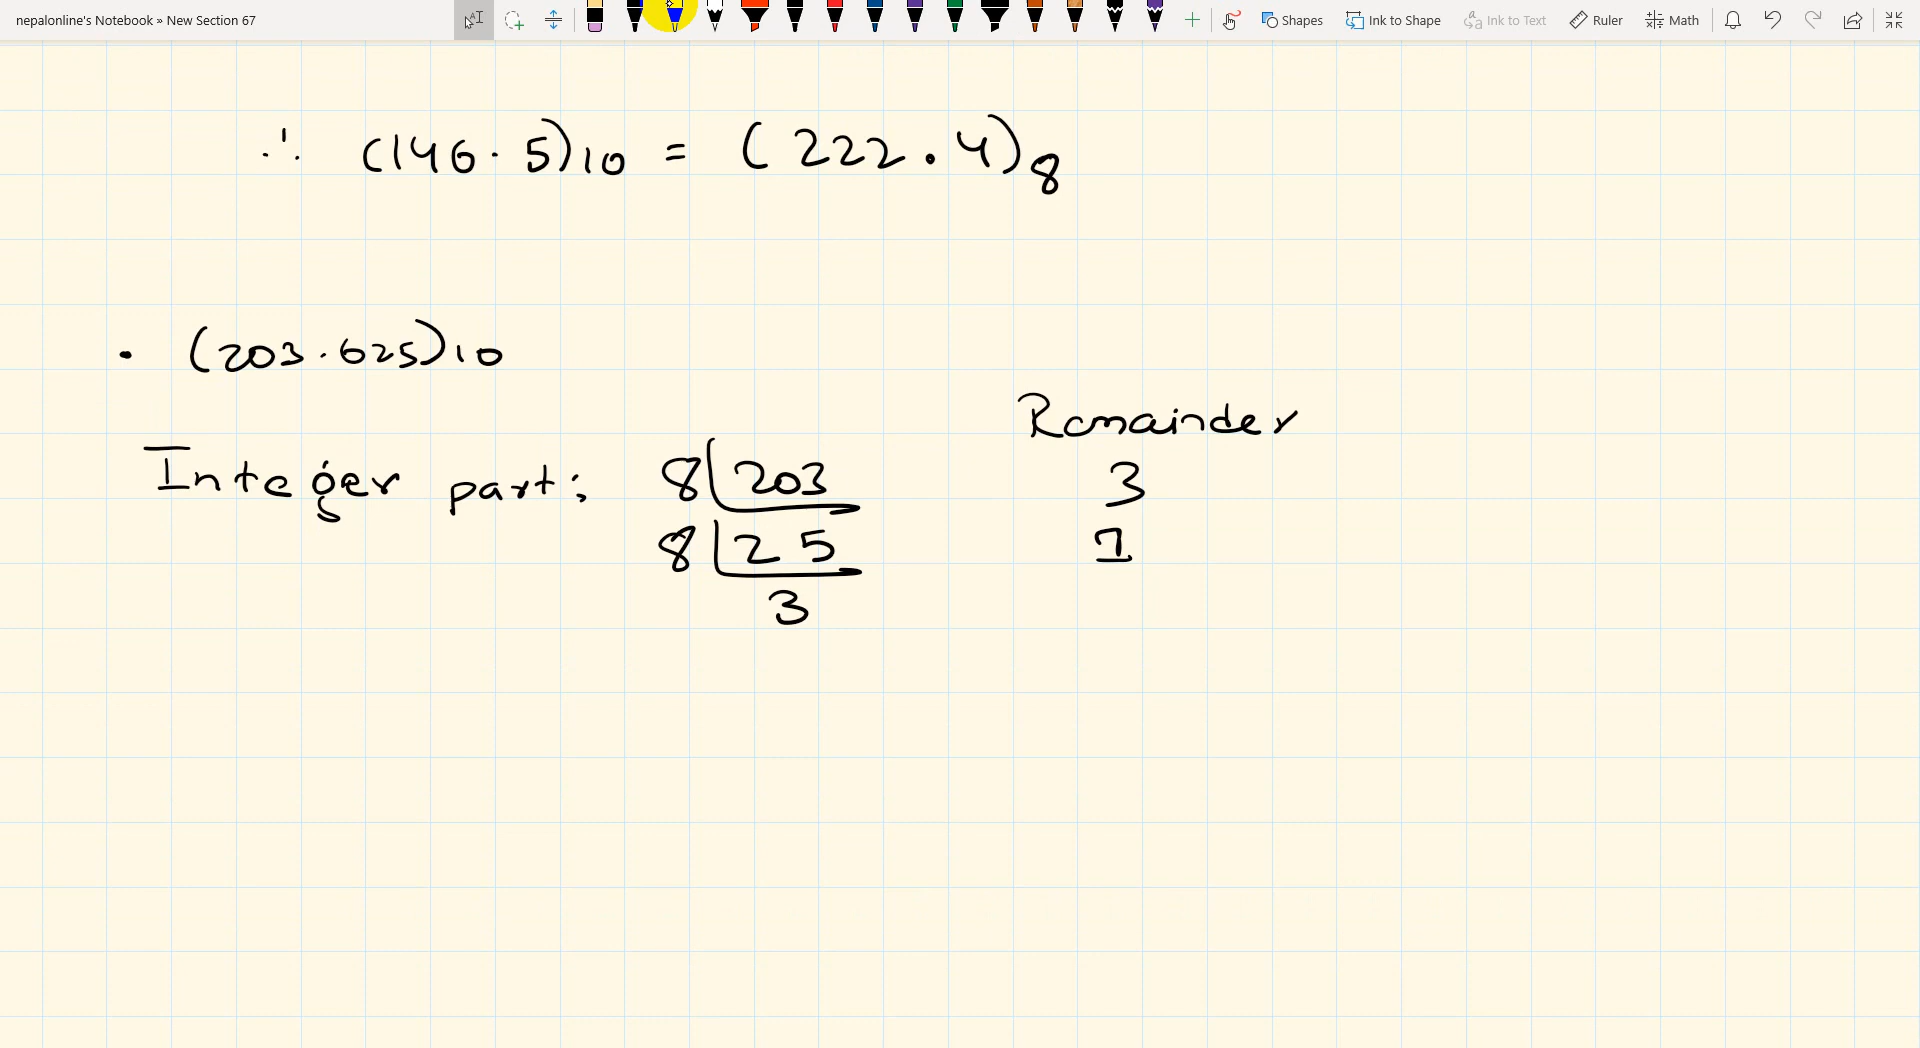 nepalonline's Notebook » New Section 67
Shapes Ink to Shape Ink to Text Ruler Math
∴ (146.5)10 = (222.4)8
• (203.625)10
Remainder
Integer part: 8 203 3
8 25 1
3